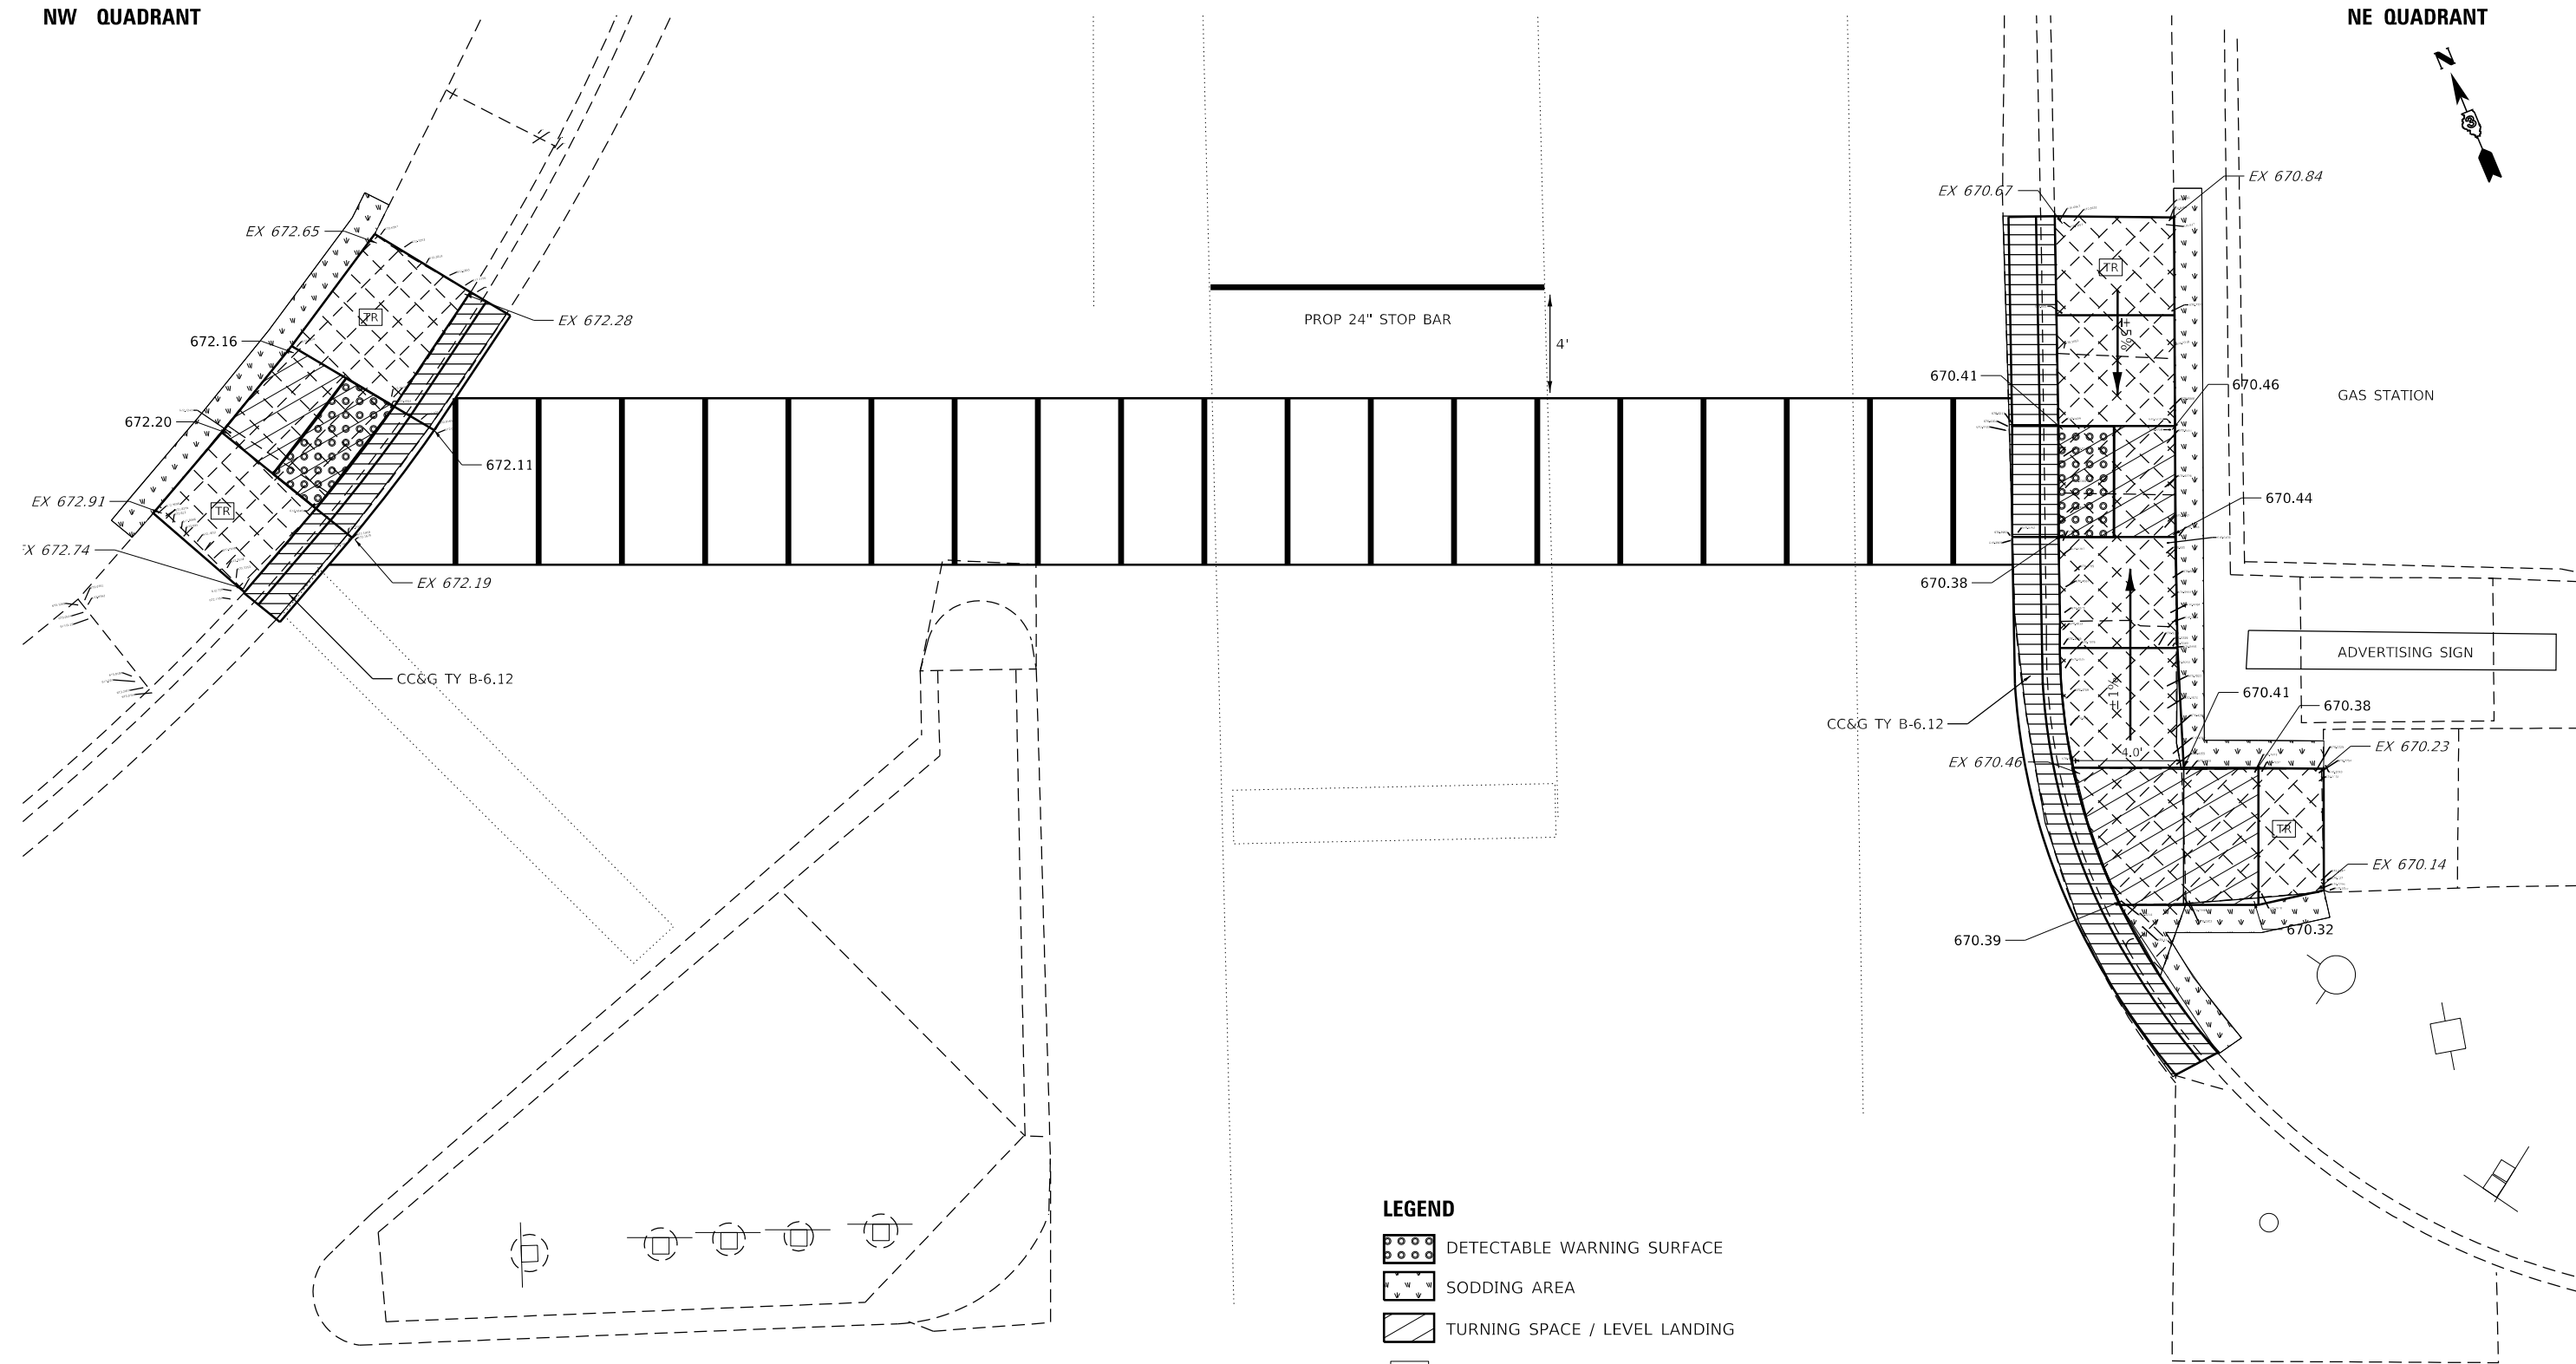 NW QUADRANT
NE QUADRANT
N
3
EX 670.84
EX 670.67
EX 672.65
TR
TR
EX 672.28
PROP 24" STOP BAR
4'
± 5%
672.16
670.41
670.46
GAS STATION
672.20
672.11
EX 672.91
670.44
TR
X 672.74
EX 672.19
670.38
ADVERTISING SIGN
CC&G TY B-6.12
± 1%
670.41
670.38
CC&G TY B-6.12
4.0'
EX 670.46
EX 670.23
TR
EX 670.14
670.39
670.32
LEGEND
DETECTABLE WARNING SURFACE
SODDING AREA
TURNING SPACE / LEVEL LANDING